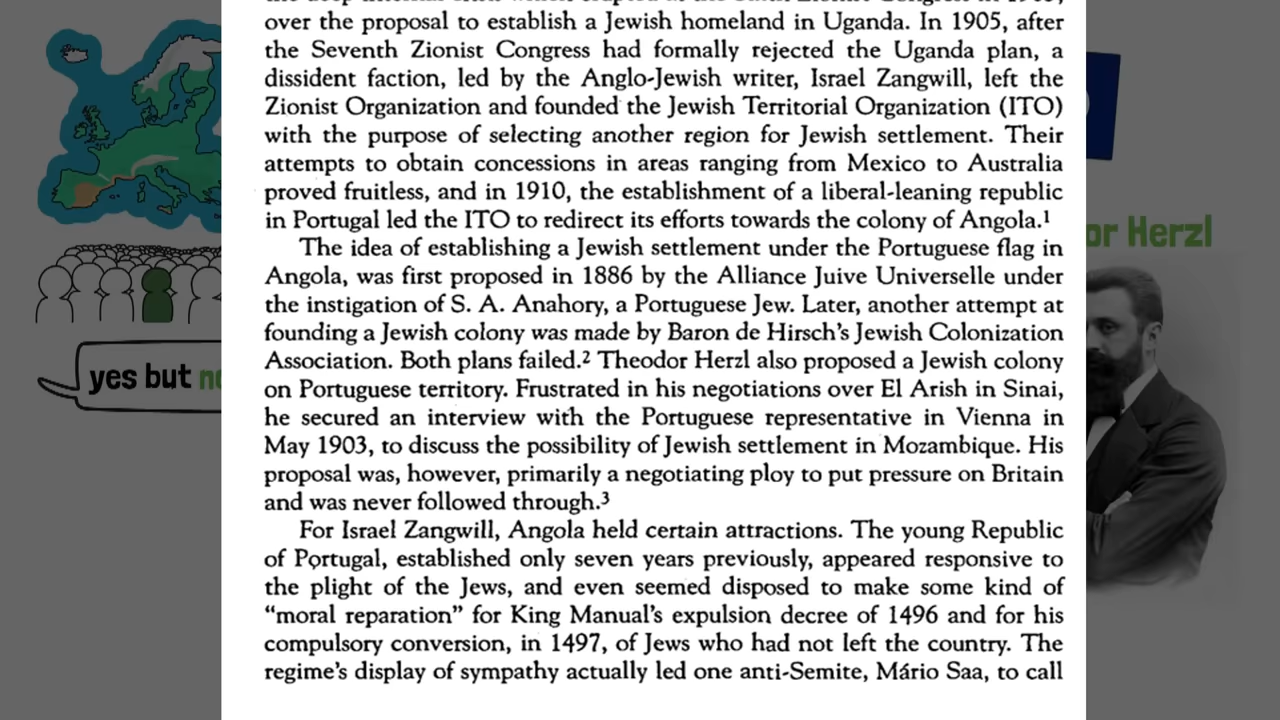 over the proposal to establish a Jewish homeland in Uganda. In 1905, after
the Seventh Zionist Congress had formally rejected the Uganda plan, a
dissident faction, led by the Anglo-Jewish writer, Israel Zangwill, left the
Zionist Organization and founded the Jewish Territorial Organization (ITO)
with the purpose of selecting another region for Jewish settlement. Their
attempts to obtain concessions in areas ranging from Mexico to Australia
proved fruitless, and in 1910, the establishment of a liberal-leaning republic
in Portugal led the ITO to redirect its efforts towards the colony of Angola.¹
The idea of establishing a Jewish settlement under the Portuguese flag in
Angola, was first proposed in 1886 by the Alliance Juive Universelle under
the instigation of S. A. Anahory, a Portuguese Jew. Later, another attempt at
founding a Jewish colony was made by Baron de Hirsch's Jewish Colonization
Association. Both plans failed.² Theodor Herzl also proposed a Jewish colony
on Portuguese territory. Frustrated in his negotiations over El Arish in Sinai,
he secured an interview with the Portuguese representative in Vienna in
May 1903, to discuss the possibility of Jewish settlement in Mozambique. His
proposal was, however, primarily a negotiating ploy to put pressure on Britain
and was never followed through.³
For Israel Zangwill, Angola held certain attractions. The young Republic
of Portugal, established only seven years previously, appeared responsive to
the plight of the Jews, and even seemed disposed to make some kind of
"moral reparation" for King Manual's expulsion decree of 1496 and for his
compulsory conversion, in 1497, of Jews who had not left the country. The
regime's display of sympathy actually led one anti-Semite, Mário Saa, to call
yes but
or Herzl